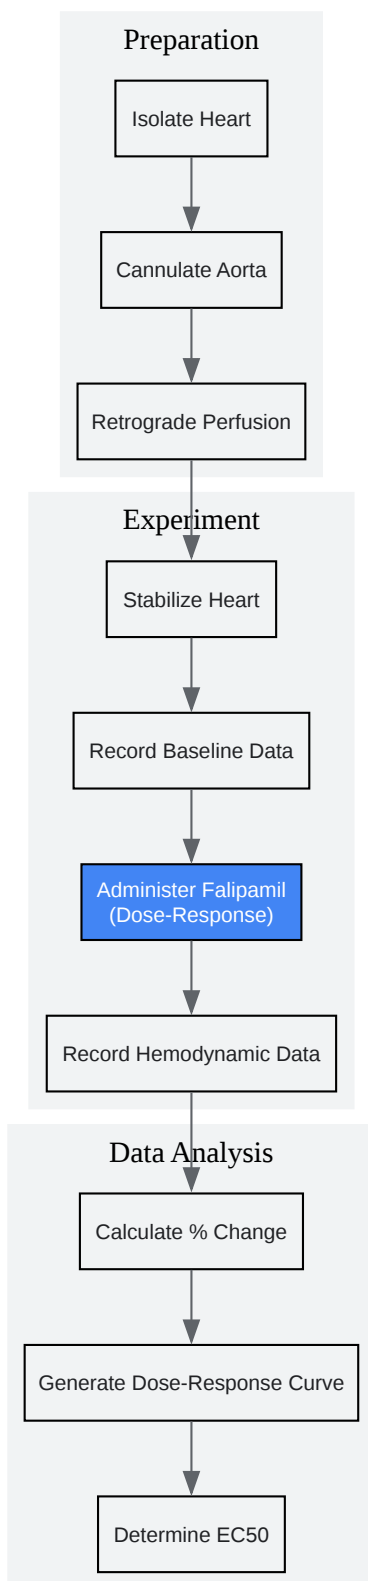 Preparation
Isolate Heart
Cannulate Aorta
Retrograde Perfusion
Experiment
Stabilize Heart
Record Baseline Data
Administer Falipamil
(Dose-Response)
Record Hemodynamic Data
Data Analysis
Calculate % Change
Generate Dose-Response Curve
Determine EC50